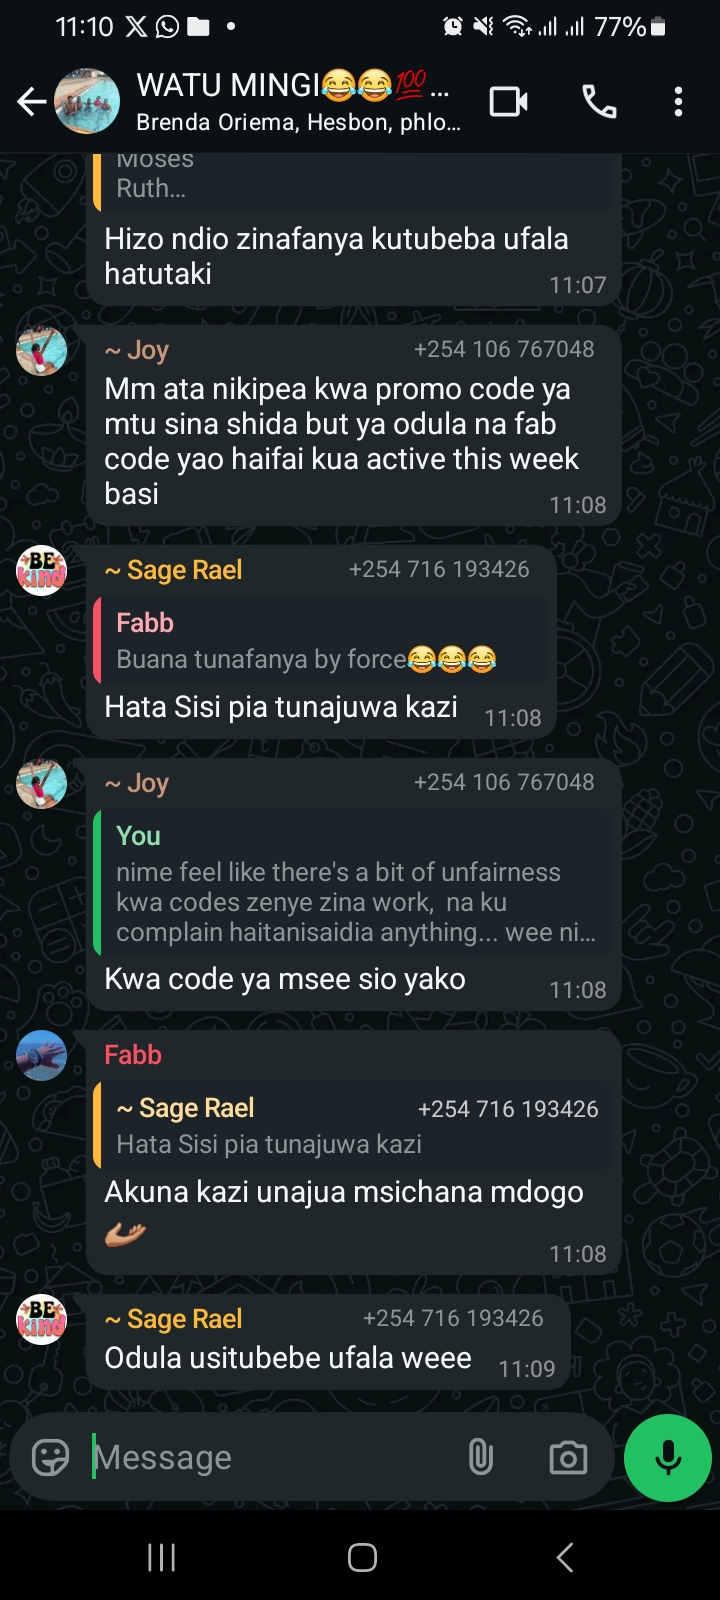 11:10 77%
WATU MINGI😂😂💯...
Brenda Oriema, Hesbon, phlo...
Moses
Ruth...
Hizo ndio zinafanya kutubeba ufala
hatutaki
11:07
~ Joy +254 106 767048
Mm ata nikipea kwa promo code ya
mtu sina shida but ya odula na fab
code yao haifai kua active this week
basi
11:08
BE
kind
~ Sage Rael +254 716 193426
Fabb
Buana tunafanya by force😂😂😂
Hata Sisi pia tunajuwa kazi 11:08
~ Joy +254 106 767048
You
nime feel like there's a bit of unfairness
kwa codes zenye zina work, na ku
complain haitanisaidia anything... wee ni...
Kwa code ya msee sio yako 11:08
Fabb
~ Sage Rael +254 716 193426
Hata Sisi pia tunajuwa kazi
Akuna kazi unajua msichana mdogo
🫴🏽
11:08
BE
kind
~ Sage Rael +254 716 193426
Odula usitubebe ufala weee 11:09
Message